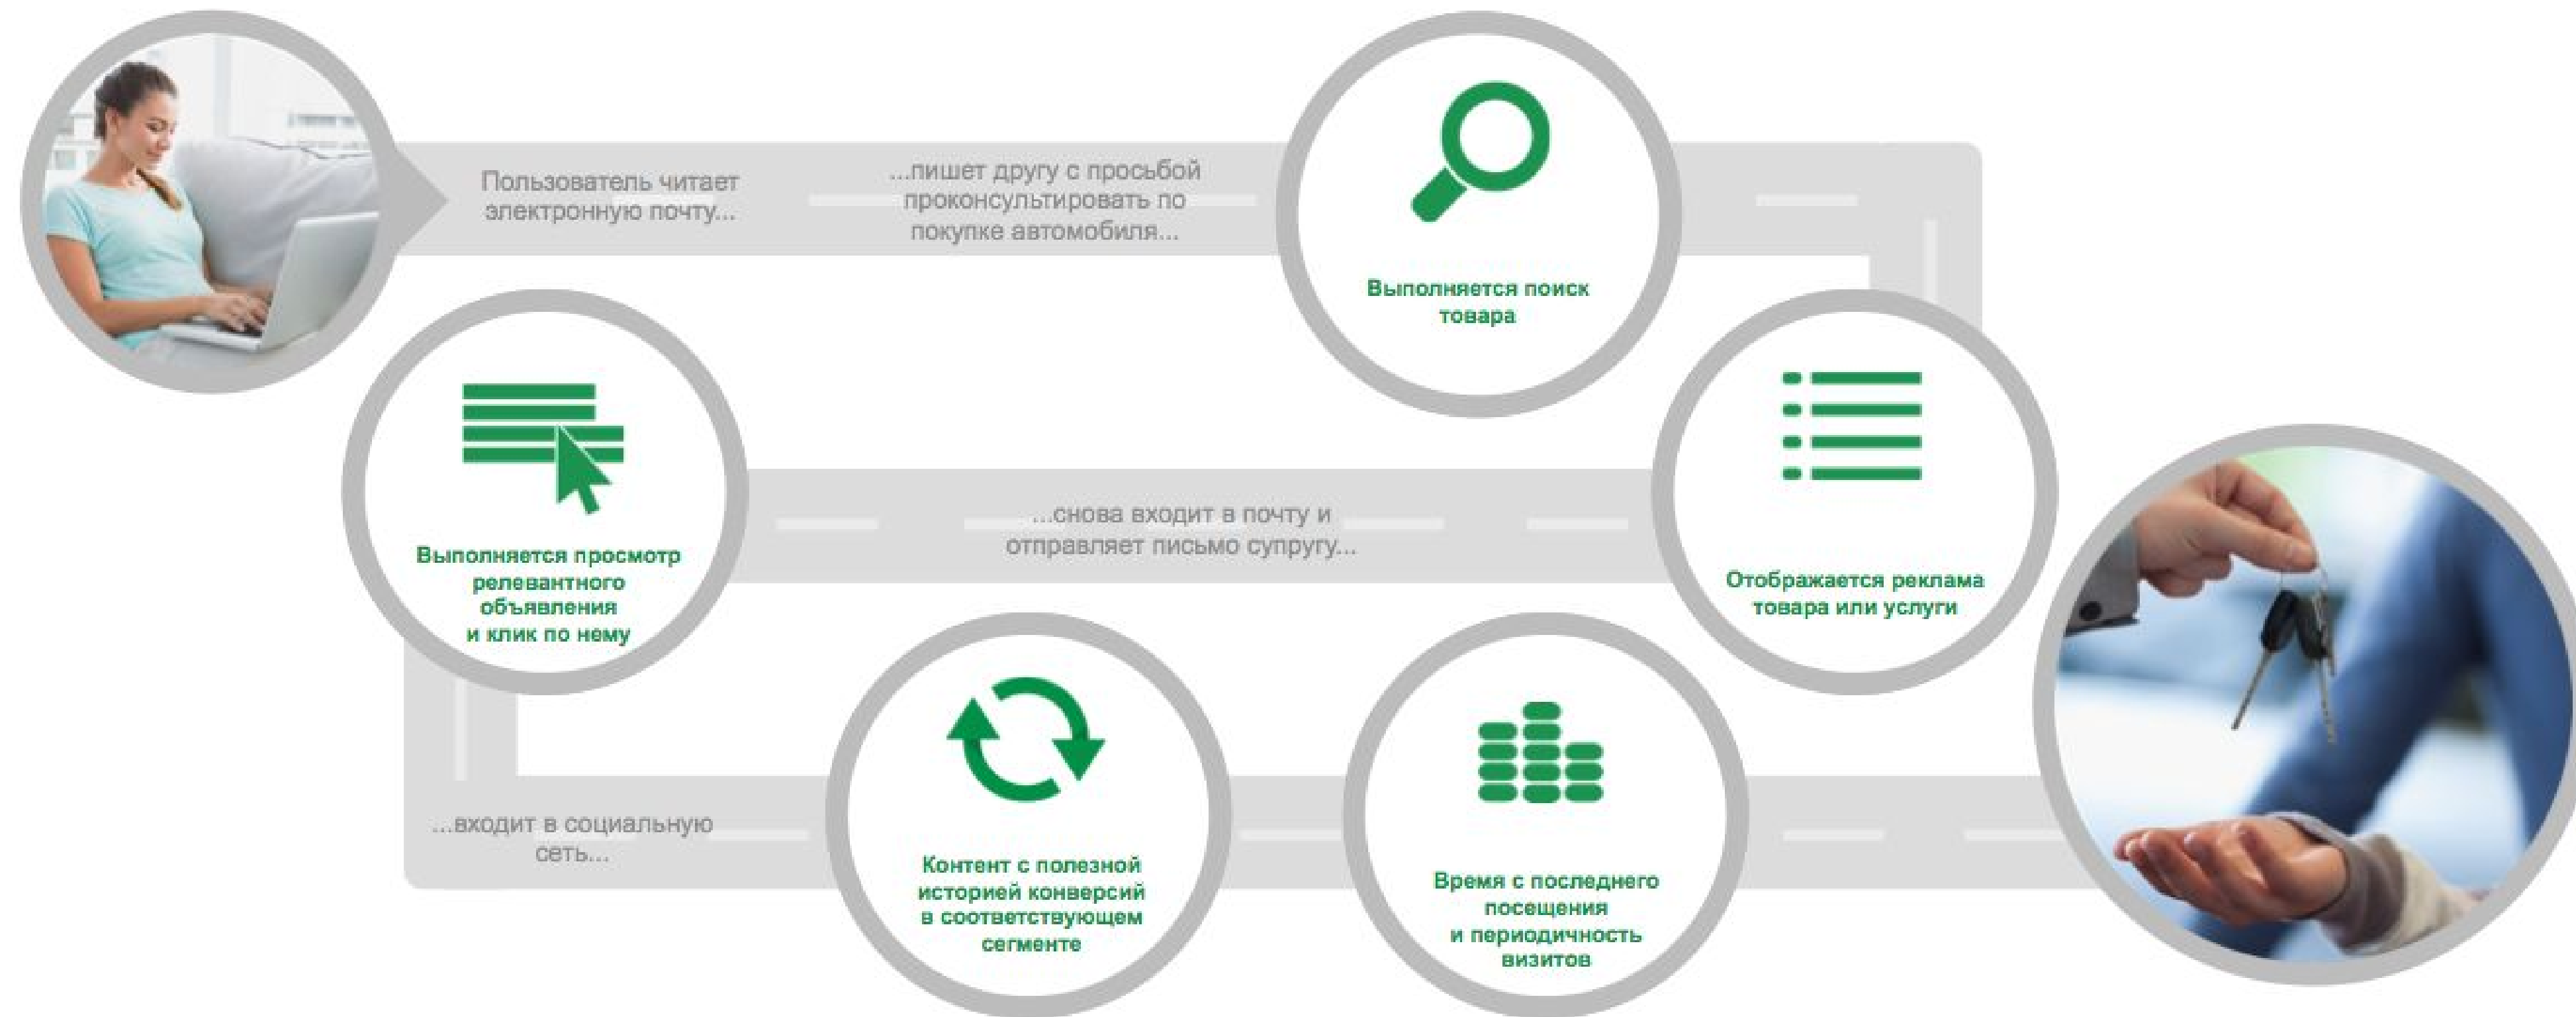 Пользователь читает
электронную почту...
...пишет другу с просьбой
проконсультировать по
покупке автомобиля...
Выполняется поиск
товара
Отображается реклама
товара или услуги
...снова входит в почту и
отправляет письмо супругу...
Выполняется просмотр
релевантного
объявления
и клик по нему
...входит в социальную
сеть...
Контент с полезной
историей конверсий
в соответствующем
сегменте
Время с последнего
посещения
и периодичность
визитов